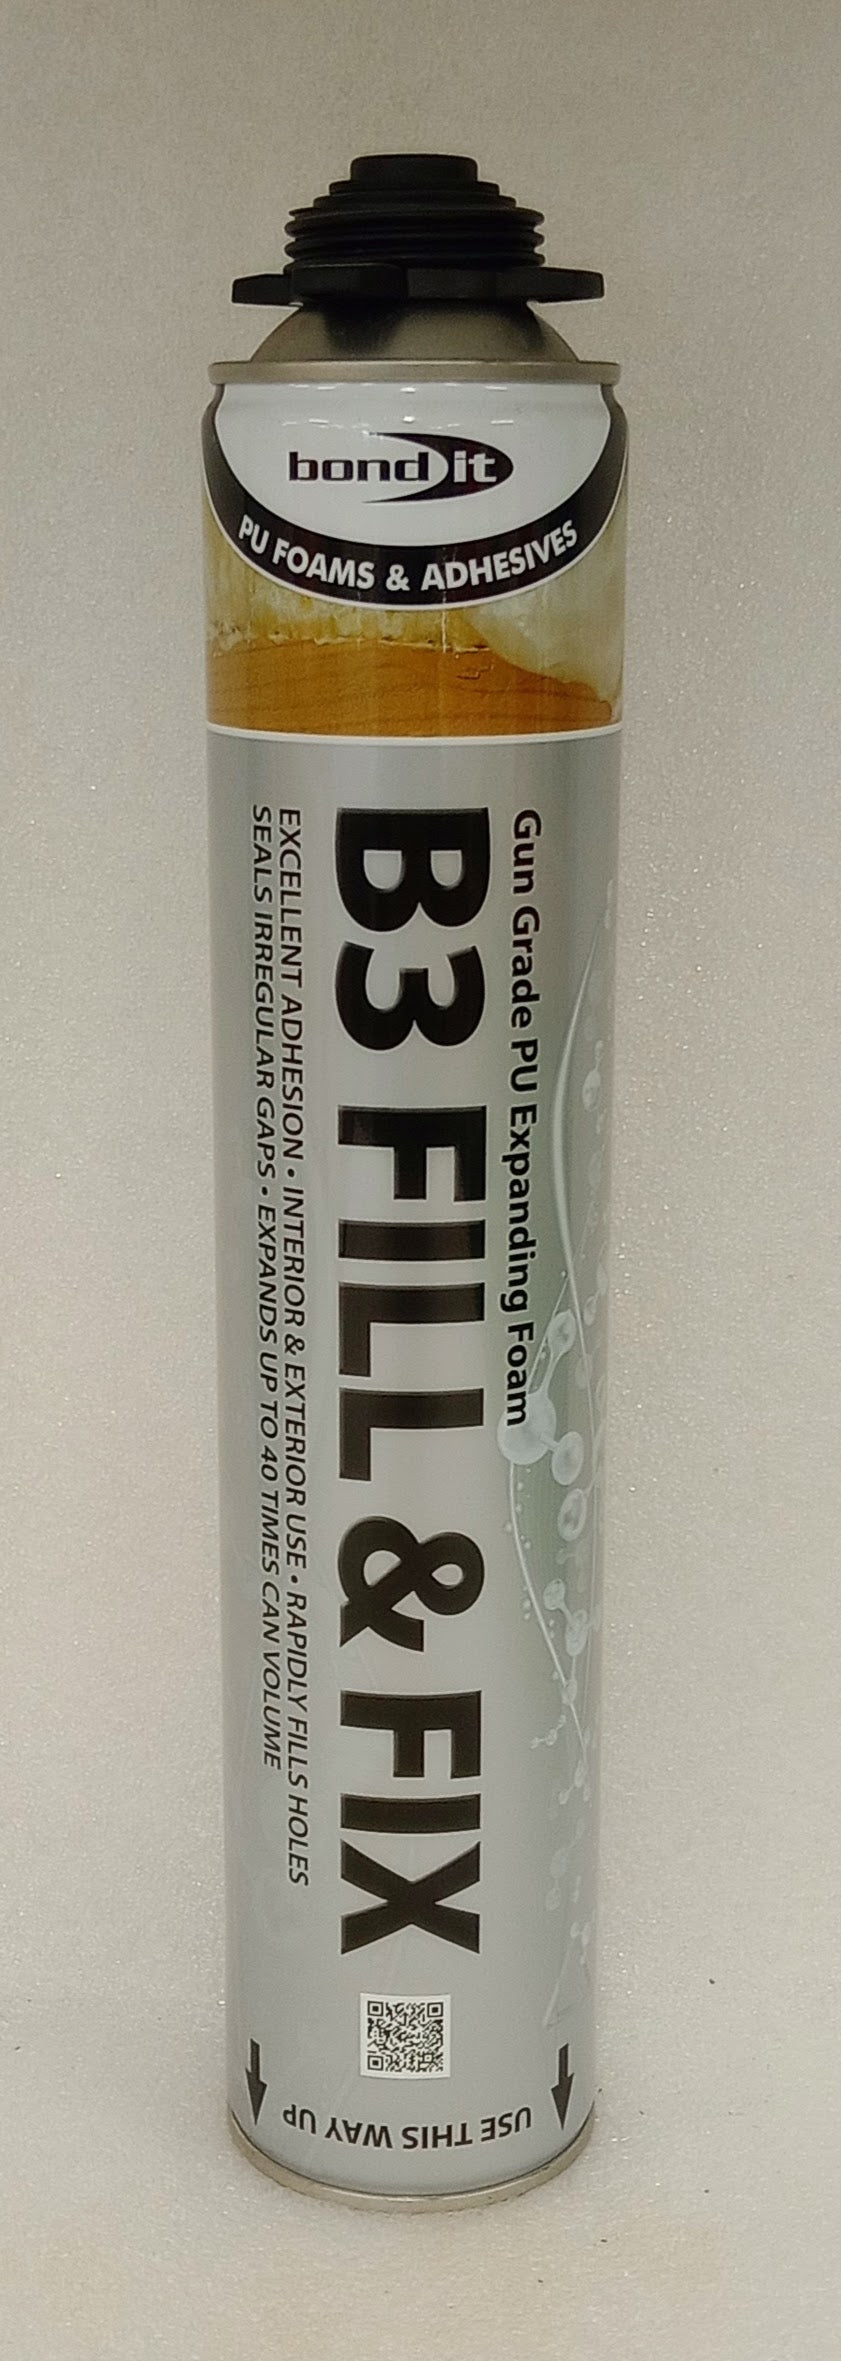 bond it
PU FOAMS & ADHESIVES
Gun Grade PU Expanding Foam
B3 FILL & FIX
EXCELLENT ADHESION • INTERIOR & EXTERIOR USE • RAPIDLY FILLS HOLES
SEALS IRREGULAR GAPS • EXPANDS UP TO 40 TIMES CAN VOLUME
USE THIS WAY UP